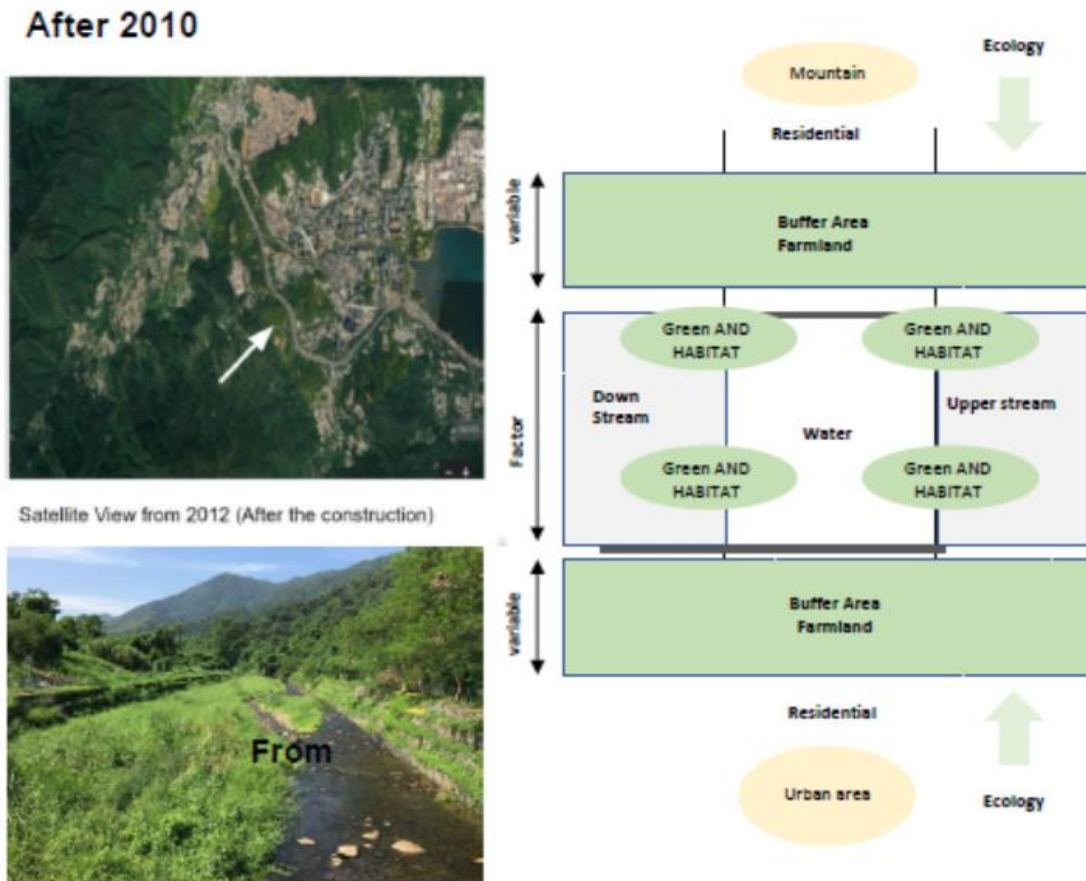 After 2010
Satellite View from 2012 (After the construction)
From
Mountain
Ecology
Residential
variable
Buffer Area
Farmland
Factor
Green AND
HABITAT
Green AND
HABITAT
Down
Stream
Water
Upper stream
Green AND
HABITAT
Green AND
HABITAT
variable
Buffer Area
Farmland
Residential
Urban area
Ecology